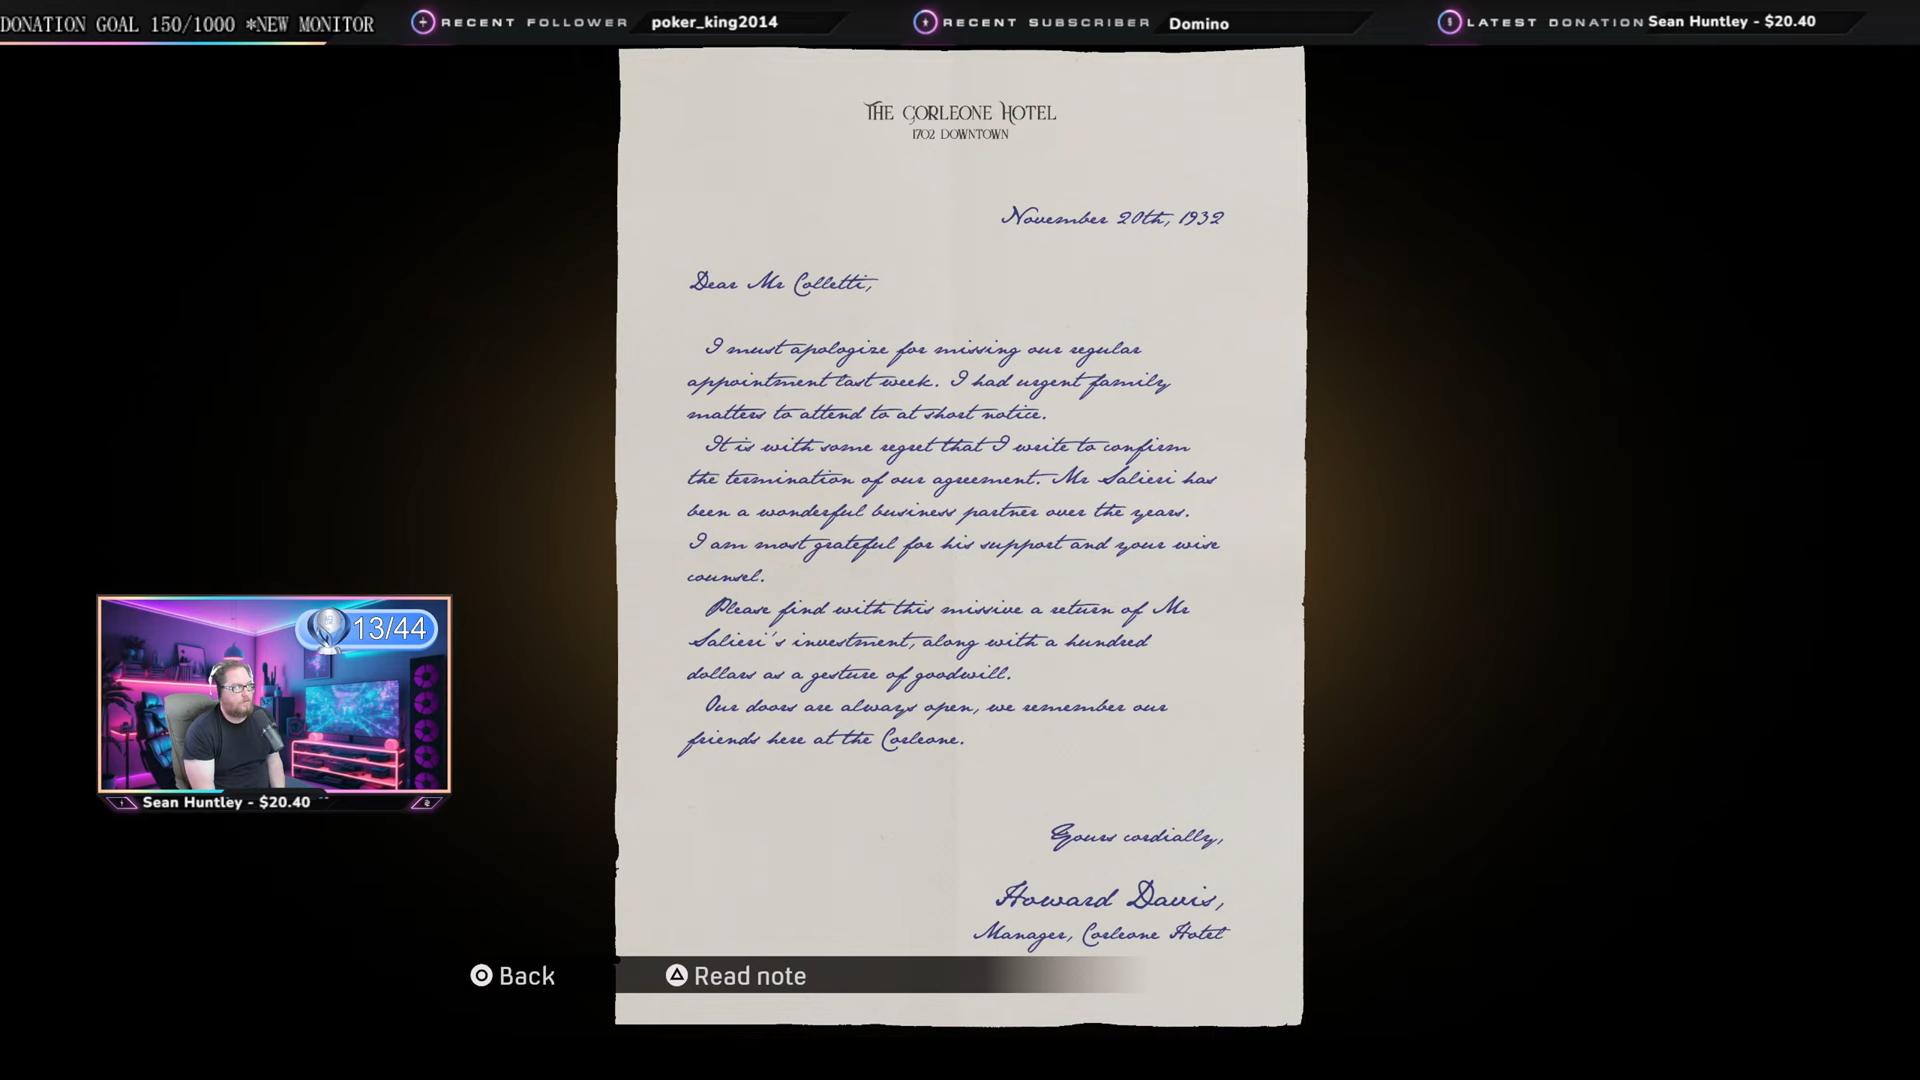 DONATION GOAL 150/1000 *NEW MONITOR
RECENT FOLLOWER poker_king2014
RECENT SUBSCRIBER Domino
LATEST DONATION Sean Huntley - $20.40
THE CORLEONE HOTEL
1702 DOWNTOWN
November 20th, 1932
Dear Mr Colletti,
I must apologize for missing our regular
appointment last week. I had urgent family
matters to attend to at short notice.
It is with some regret that I write to confirm
the termination of our agreement. Mr Salieri has
been a wonderful business partner over the years.
I am most grateful for his support and your wise
counsel.
Please find with this missive a return of Mr
Salieri's investment, along with a hundred
dollars as a gesture of goodwill.
Our doors are always open, we remember our
friends here at the Corleone.
Yours cordially,
Howard Davis,
Manager, Corleone Hotel
13/44
Sean Huntley - $20.40
Back
Read note